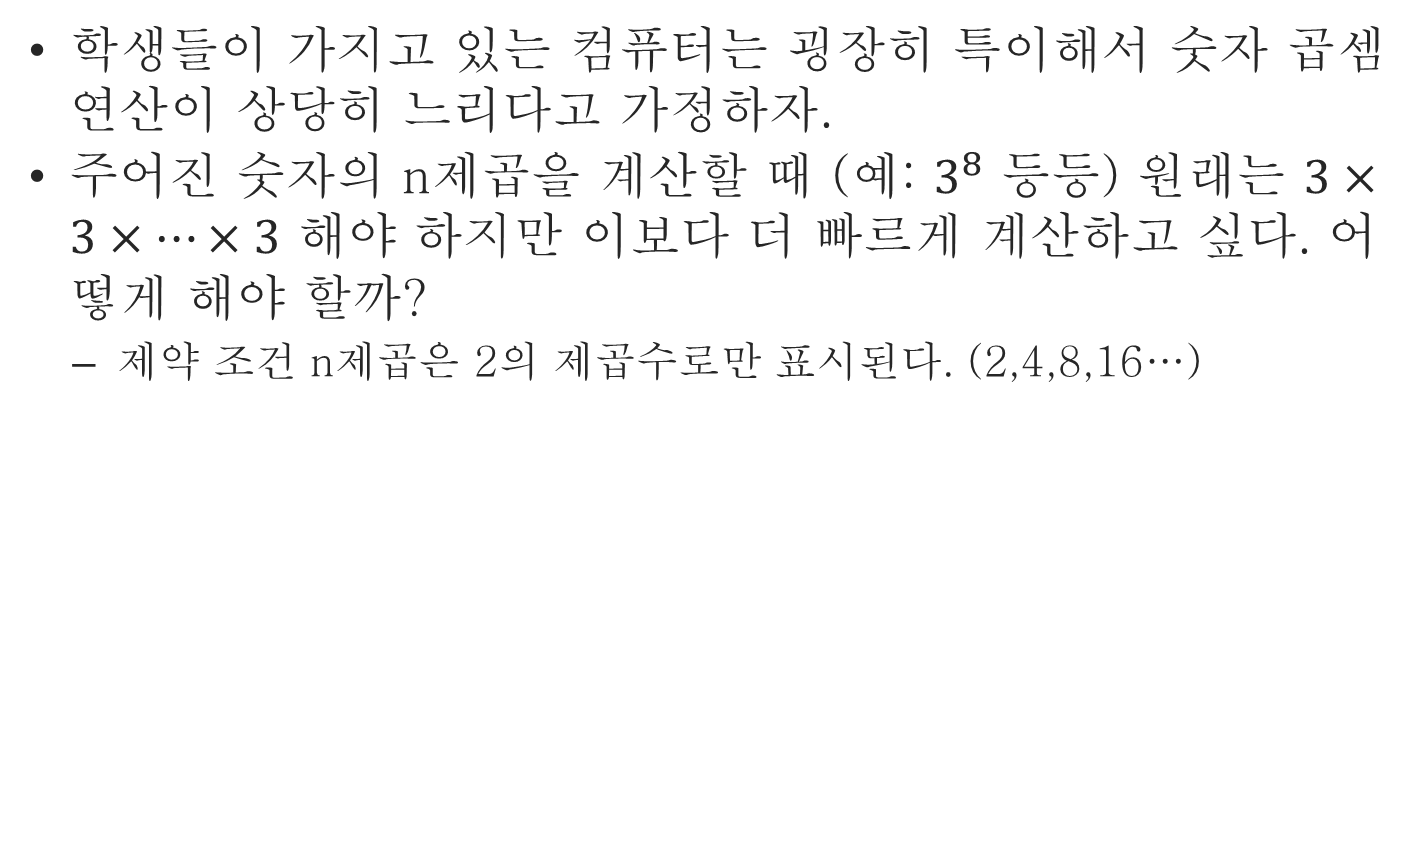 • 학생들이 가지고 있는 컴퓨터는 굉장히 특이해서 숫자 곱셈
연산이 상당히 느리다고 가정하자.
• 주어진 숫자의 n제곱을 계산할 때 (예: 3⁸ 등등) 원래는 3 ×
3 × ⋯ × 3 해야 하지만 이보다 더 빠르게 계산하고 싶다. 어
떻게 해야 할까?
– 제약 조건 n제곱은 2의 제곱수로만 표시된다. (2,4,8,16…)